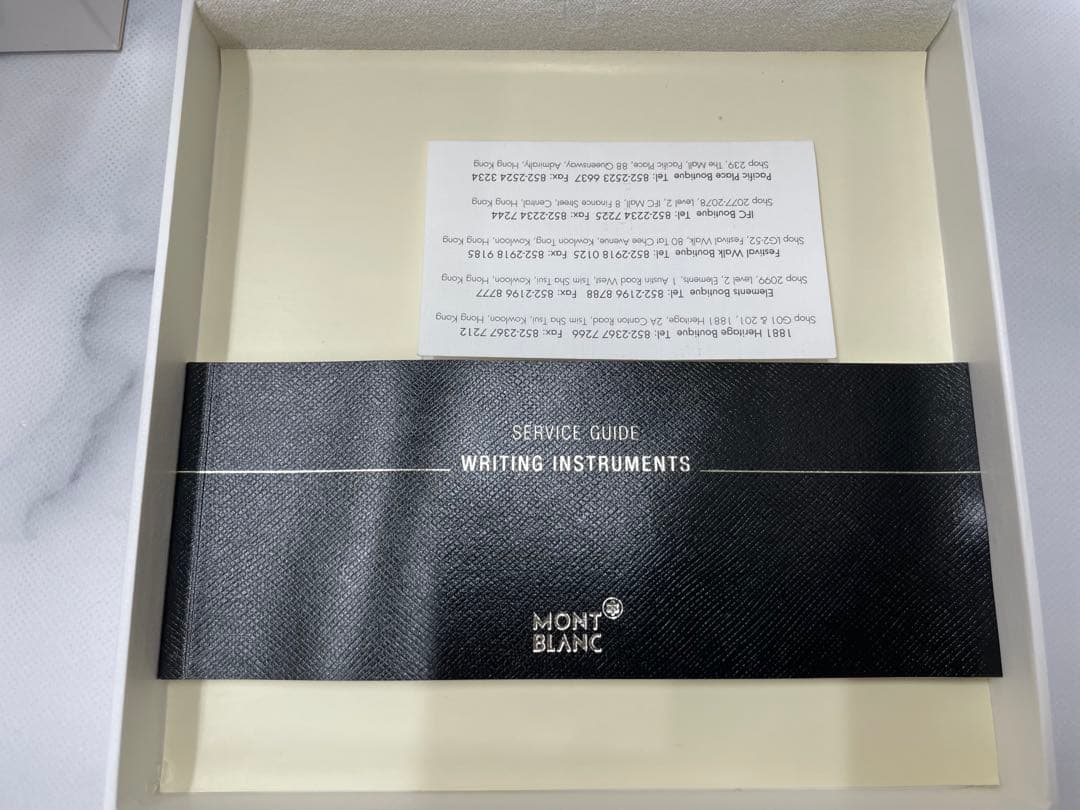 1881 Heritage Boutique Tel: 852-2367 7266 Fax: 852-2367 7212
Shop G01 & 201, 1881 Heritage, 2A Canton Road, Tsim Sha Tsui, Kowloon, Hong Kong
Elements Boutique Tel: 852-2196 8788 Fax: 852-2196 8777
Shop 2099, Level 2, Elements, 1 Austin Road West, Tsim Sha Tsui, Kowloon, Hong Kong
Festival Walk Boutique Tel: 852-2918 0125 Fax: 852-2918 9185
Shop LG2-52, Festival Walk, 80 Tat Chee Avenue, Kowloon Tong, Kowloon, Hong Kong
IFC Boutique Tel: 852-2234 7225 Fax: 852-2234 7244
Shop 2077-2078, Level 2, IFC Mall, 8 Finance Street, Central, Hong Kong
Pacific Place Boutique Tel: 852-2523 6637 Fax: 852-2524 3234
Shop 239, The Mall, Pacific Place, 88 Queensway, Admiralty, Hong Kong
SERVICE GUIDE
WRITING INSTRUMENTS
MONT
BLANC